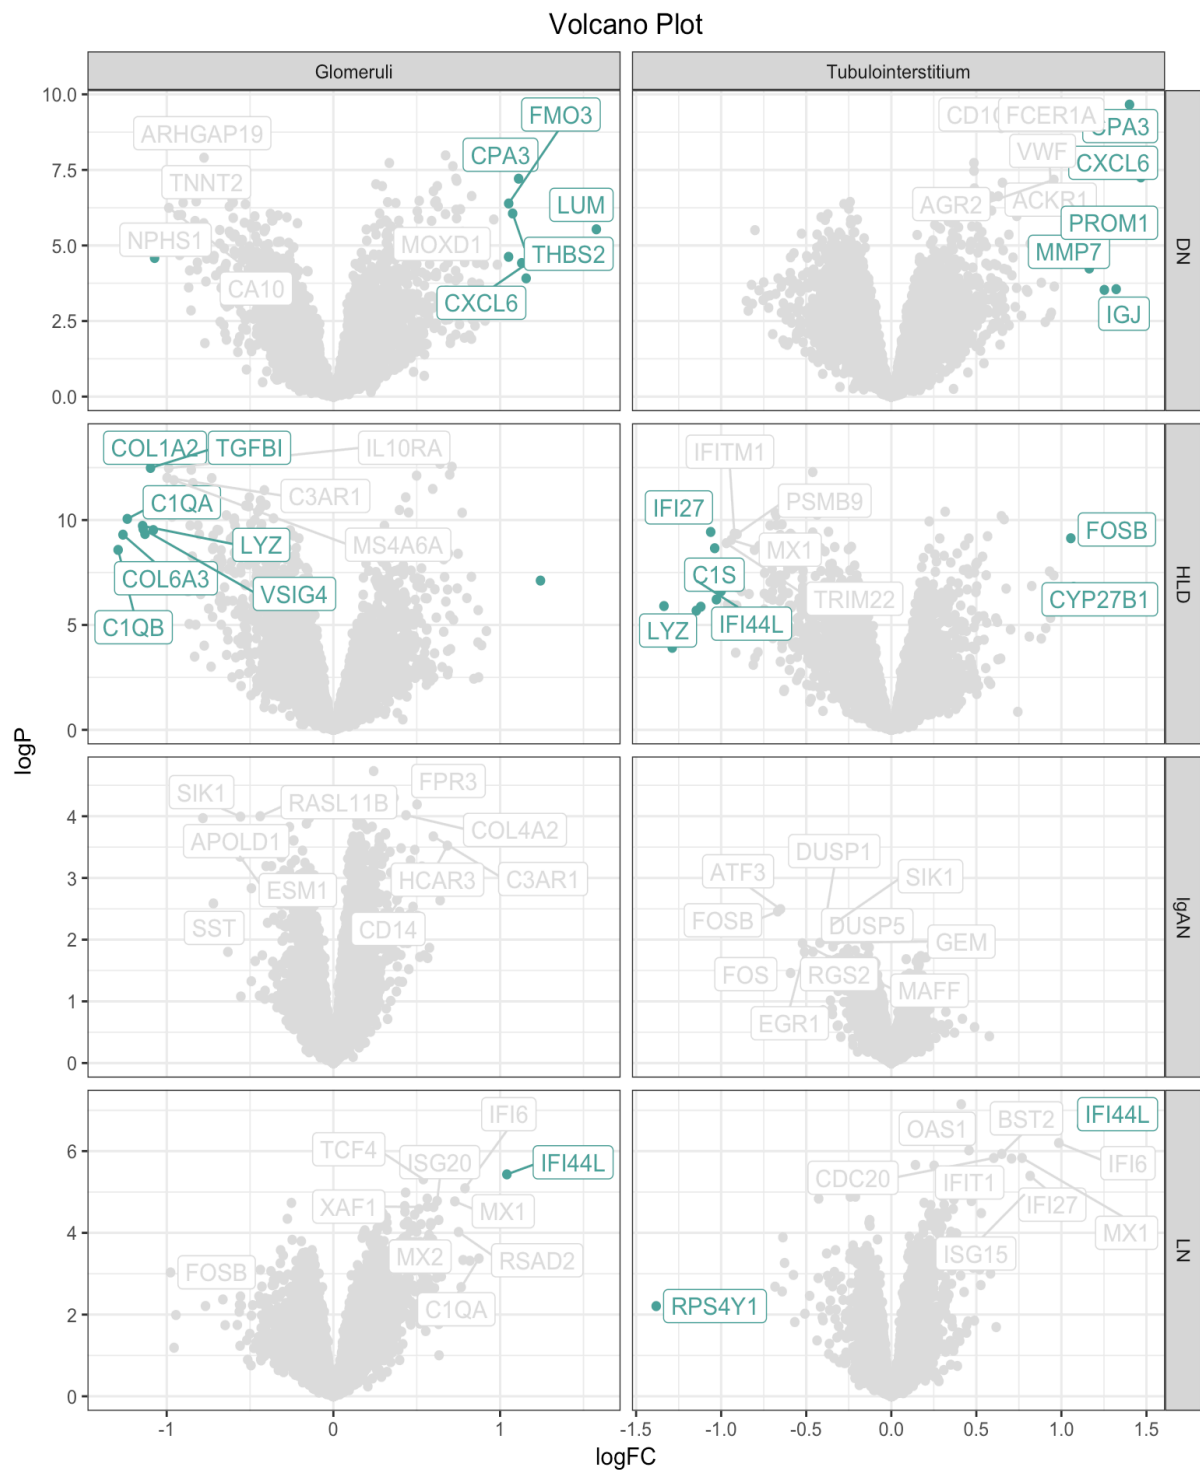 Volcano Plot
Glomeruli
Tubulointerstitium
logP
10.0
7.5
5.0
2.5
0.0
ARHGAP19
TNNT2
NPHS1
CA10
MOXD1
FMO3
CPA3
LUM
THBS2
CXCL6
FCER1A
CPA3
VWF
CXCL6
AGR2
ACKR1
PROM1
MMP7
IGJ
DN
10
5
0
COL1A2
TGFBI
IL10RA
C1QA
C3AR1
LYZ
MS4A6A
COL6A3
VSIG4
C1QB
IFITM1
IFI27
PSMB9
FOSB
MX1
C1S
TRIM22
CYP27B1
LYZ
IFI44L
HLD
4
3
2
1
0
SIK1
RASL11B
FPR3
APOLD1
COL4A2
ESM1
HCAR3
C3AR1
SST
CD14
DUSP1
ATF3
SIK1
FOSB
DUSP5
GEM
FOS
RGS2
MAFF
EGR1
IgAN
6
4
2
0
IFI6
TCF4
ISG20
IFI44L
XAF1
MX1
MX2
RSAD2
FOSB
C1QA
OAS1
BST2
IFI44L
IFI6
CDC20
IFIT1
IFI27
MX1
ISG15
RPS4Y1
LN
-1
0
1
-1.5
-1.0
-0.5
0.0
0.5
1.0
1.5
logFC